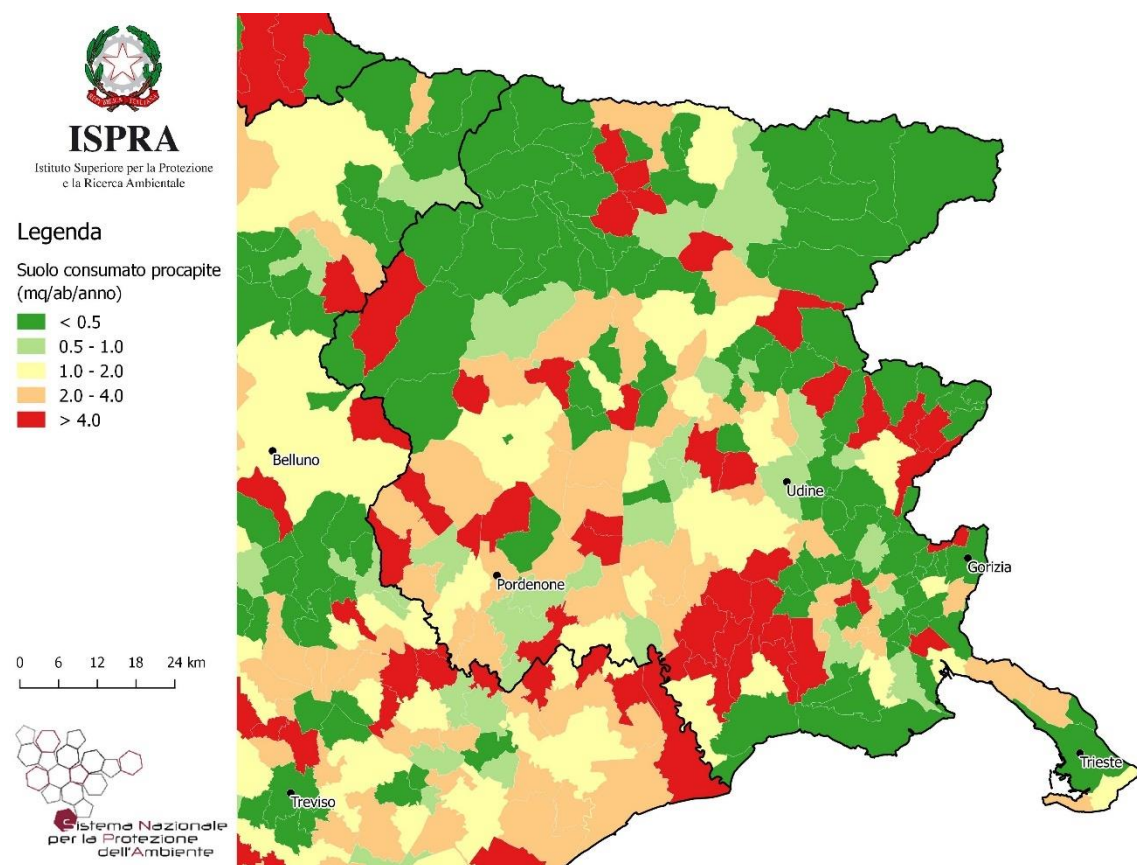 REPVBBLICA ITALIANA
ISPRA
Istituto Superiore per la Protezione
e la Ricerca Ambientale
Legenda
Suolo consumato procapite
(mq/ab/anno)
< 0.5
0.5 - 1.0
1.0 - 2.0
2.0 - 4.0
> 4.0
Belluno
Udine
Gorizia
Pordenone
0 6 12 18 24 km
Trieste
Treviso
Sistema Nazionale
per la Protezione
dell'Ambiente